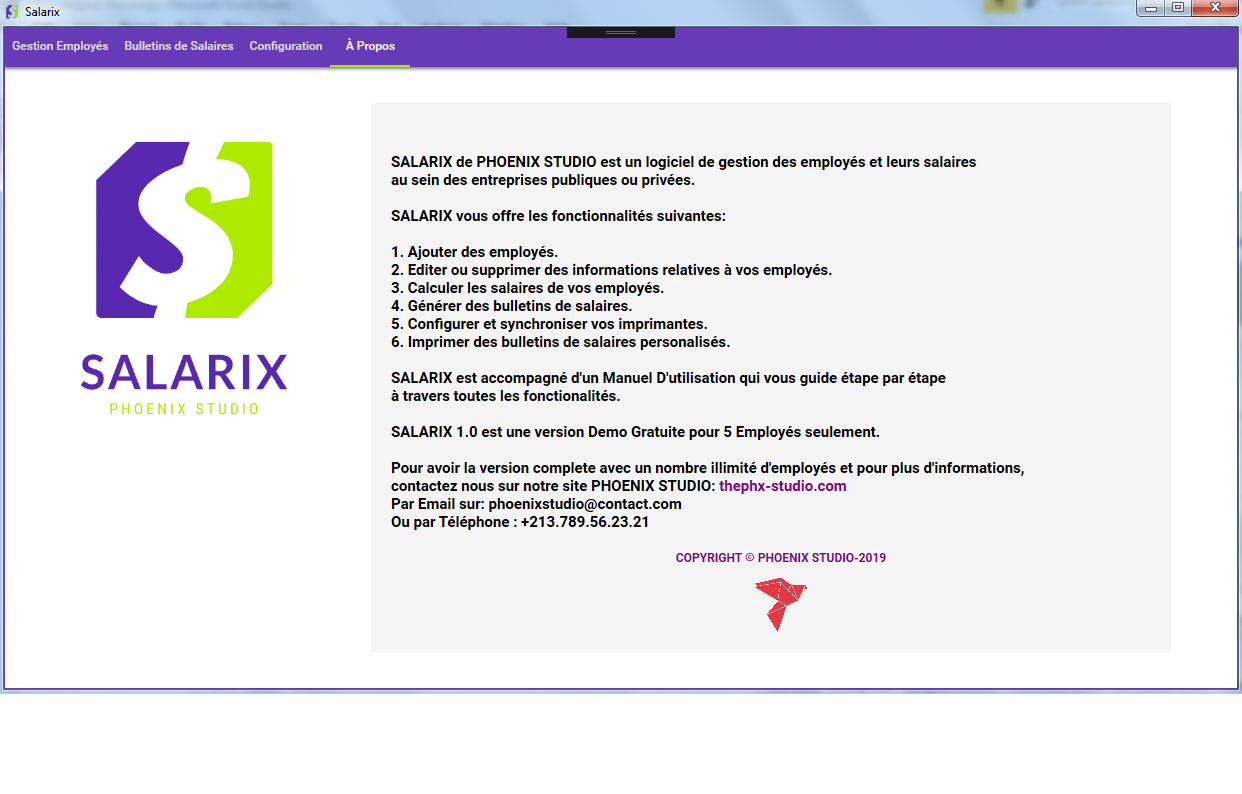 Salarix
Gestion Employés Bulletins de Salaires Configuration À Propos
SALARIX de PHOENIX STUDIO est un logiciel de gestion des employés et leurs salaires
au sein des entreprises publiques ou privées.
SALARIX vous offre les fonctionnalités suivantes:
1. Ajouter des employés.
2. Editer ou supprimer des informations relatives à vos employés.
3. Calculer les salaires de vos employés.
4. Générer des bulletins de salaires.
5. Configurer et synchroniser vos imprimantes.
6. Imprimer des bulletins de salaires personalisés.
SALARIX est accompagné d'un Manuel D'utilisation qui vous guide étape par étape
à travers toutes les fonctionalités.
SALARIX 1.0 est une version Demo Gratuite pour 5 Employés seulement.
Pour avoir la version complete avec un nombre illimité d'employés et pour plus d'informations,
contactez nous sur notre site PHOENIX STUDIO: thephx-studio.com
Par Email sur: phoenixstudio@contact.com
Ou par Téléphone : +213.789.56.23.21
COPYRIGHT © PHOENIX STUDIO-2019
SALARIX
PHOENIX STUDIO